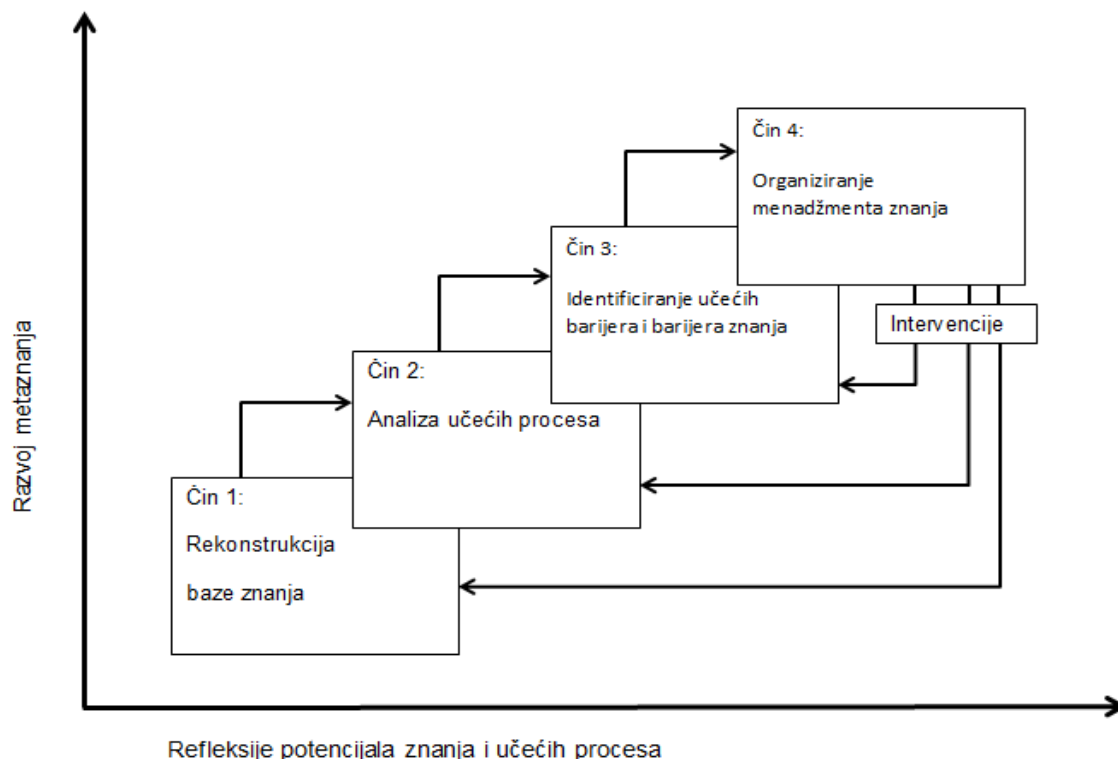 Čin 4:
Organiziranje
menadžmenta znanja
Čin 3:
Identificiranje učećih
barijera i barijera znanja
Intervencije
Čin 2:
Analiza učećih procesa
Čin 1:
Rekonstrukcija
baze znanja
Razvoj metaznanja
Refleksije potencijala znanja i učećih procesa